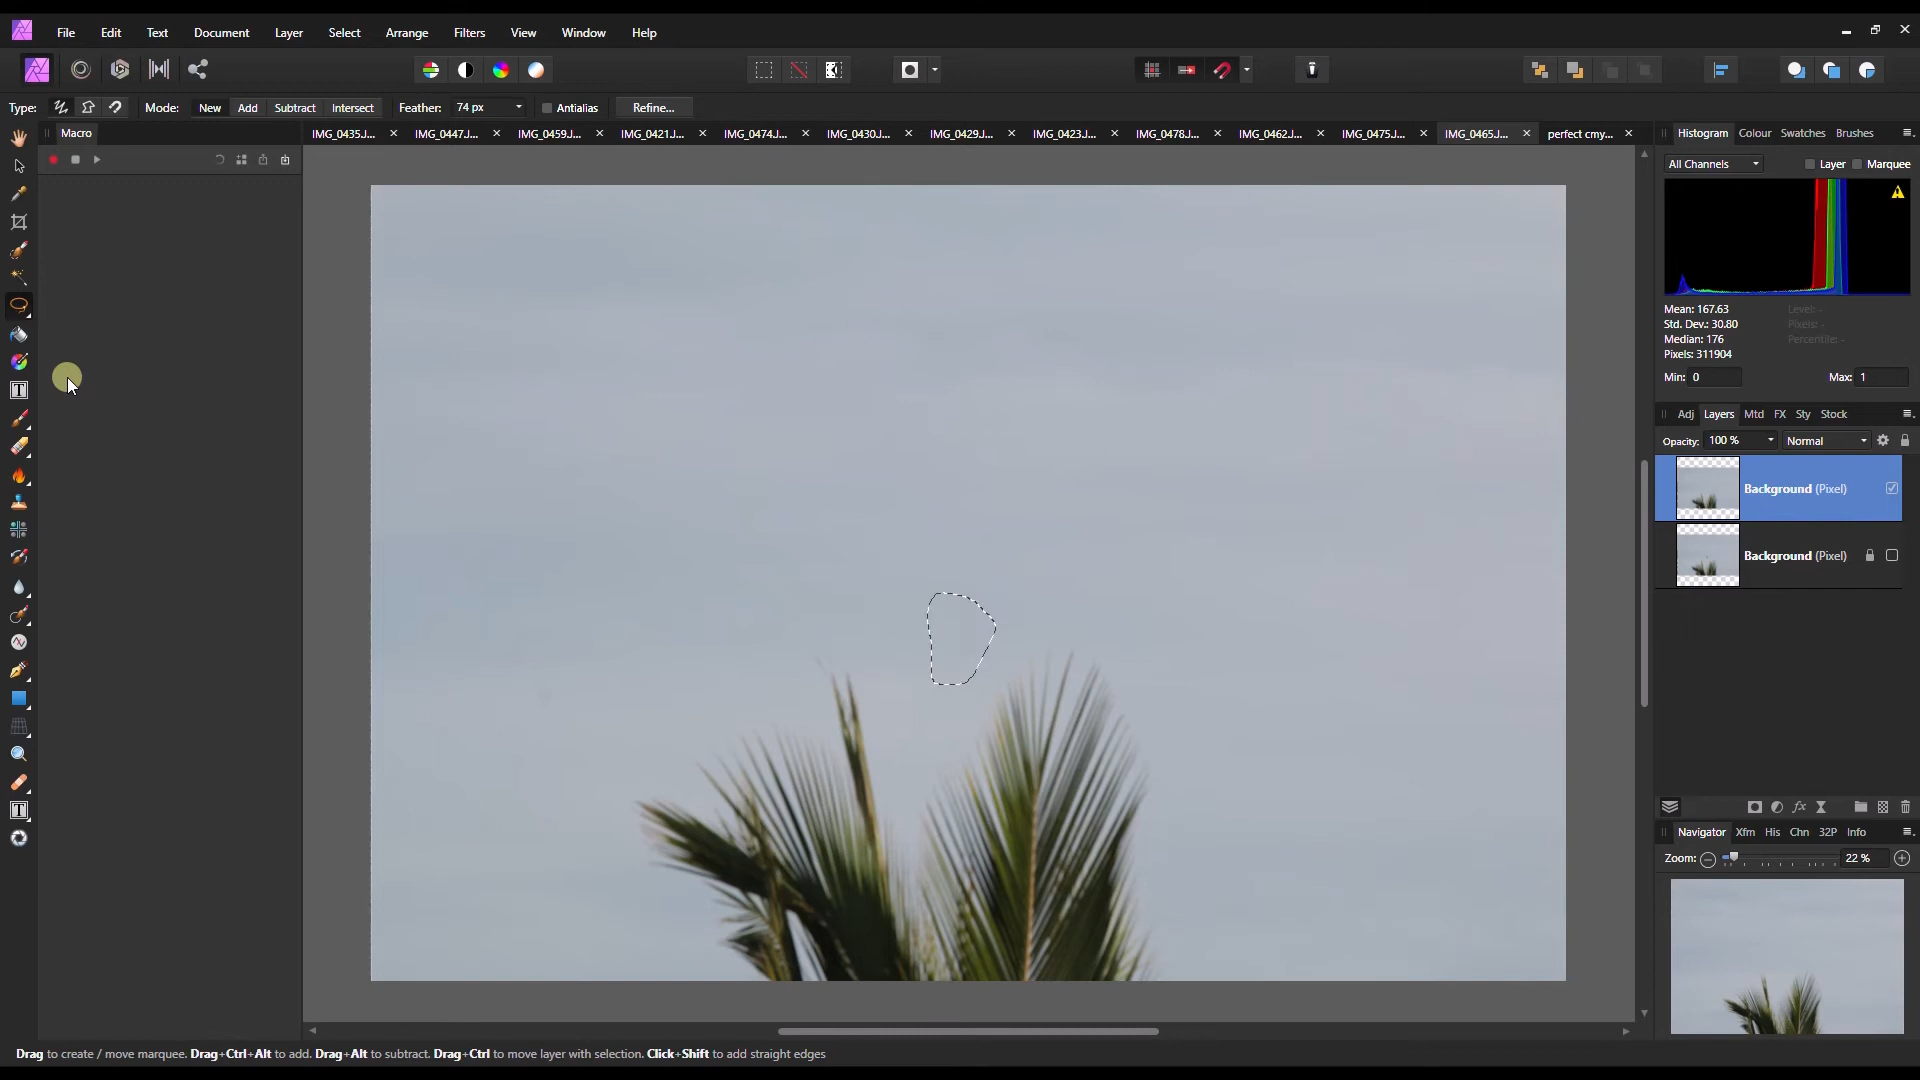 File Edit Text Document Layer Select Arrange Filters View Window Help
Type: Mode: New Add Subtract Intersect Feather: 74 px Antialias Refine...
Macro
IMG_0435.J... IMG_0447.J... IMG_0459.J... IMG_0421.J... IMG_0474.J... IMG_0430.J... IMG_0429.J... IMG_0423.J... IMG_0478.J... IMG_0462.J... IMG_0475.J... IMG_0465.J... perfect cmy...
Histogram Colour Swatches Brushes
All Channels Layer Marquee
Mean: 167.63 Level: -
Std. Dev.: 30.80 Pixels: -
Median: 176 Percentile: -
Pixels: 311904
Min: 0 Max: 1
Adj Layers Mtd FX Sty Stock
Opacity: 100 % Normal
Background (Pixel)
Background (Pixel)
Navigator Xfm His Chn 32P Info
Zoom: 22 %
Drag to create / move marquee. Drag+Ctrl+Alt to add. Drag+Alt to subtract. Drag+Ctrl to move layer with selection. Click+Shift to add straight edges